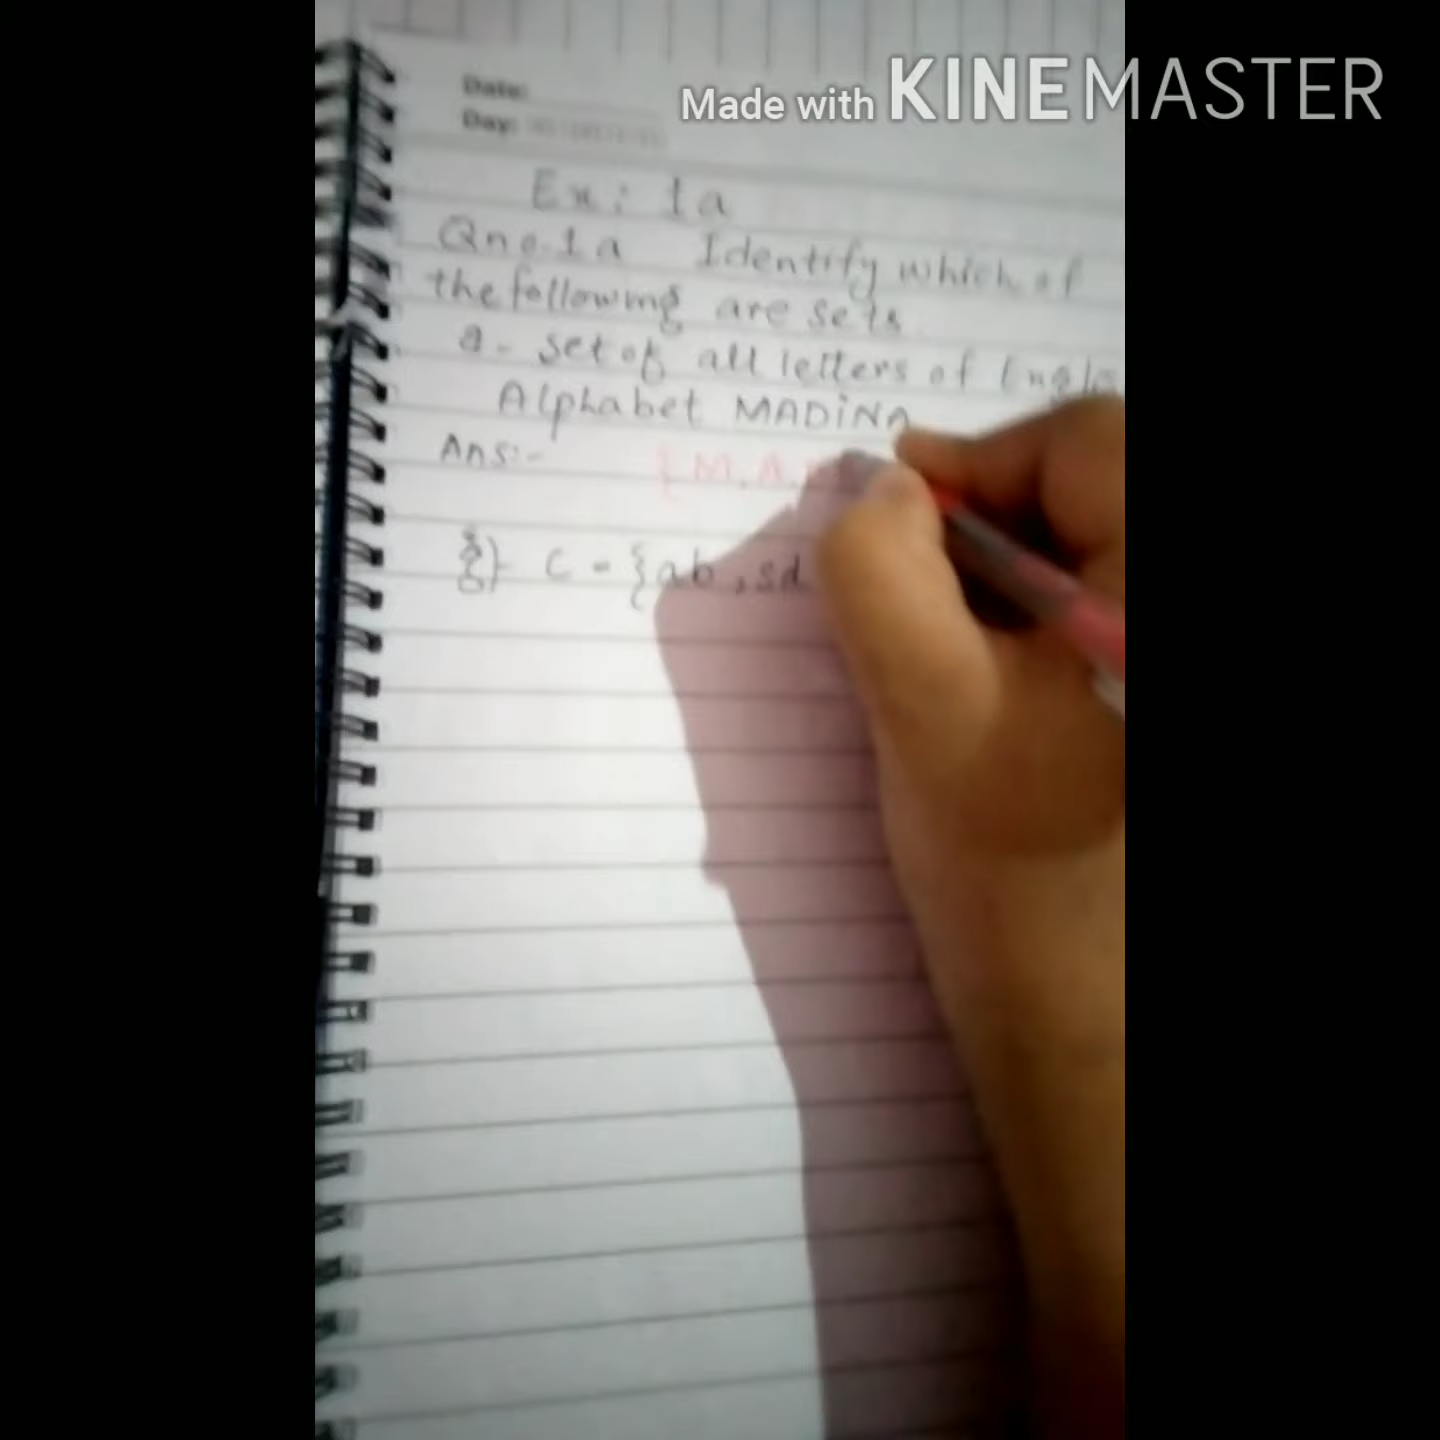 Made with KINEMASTER
Date:
Day:
Ex: 1a
Qno.1a Identify which of
the following are sets
a- set of all letters of
Alphabet MADiNA
Ans:-
{ M, A,
C = {ab, sd